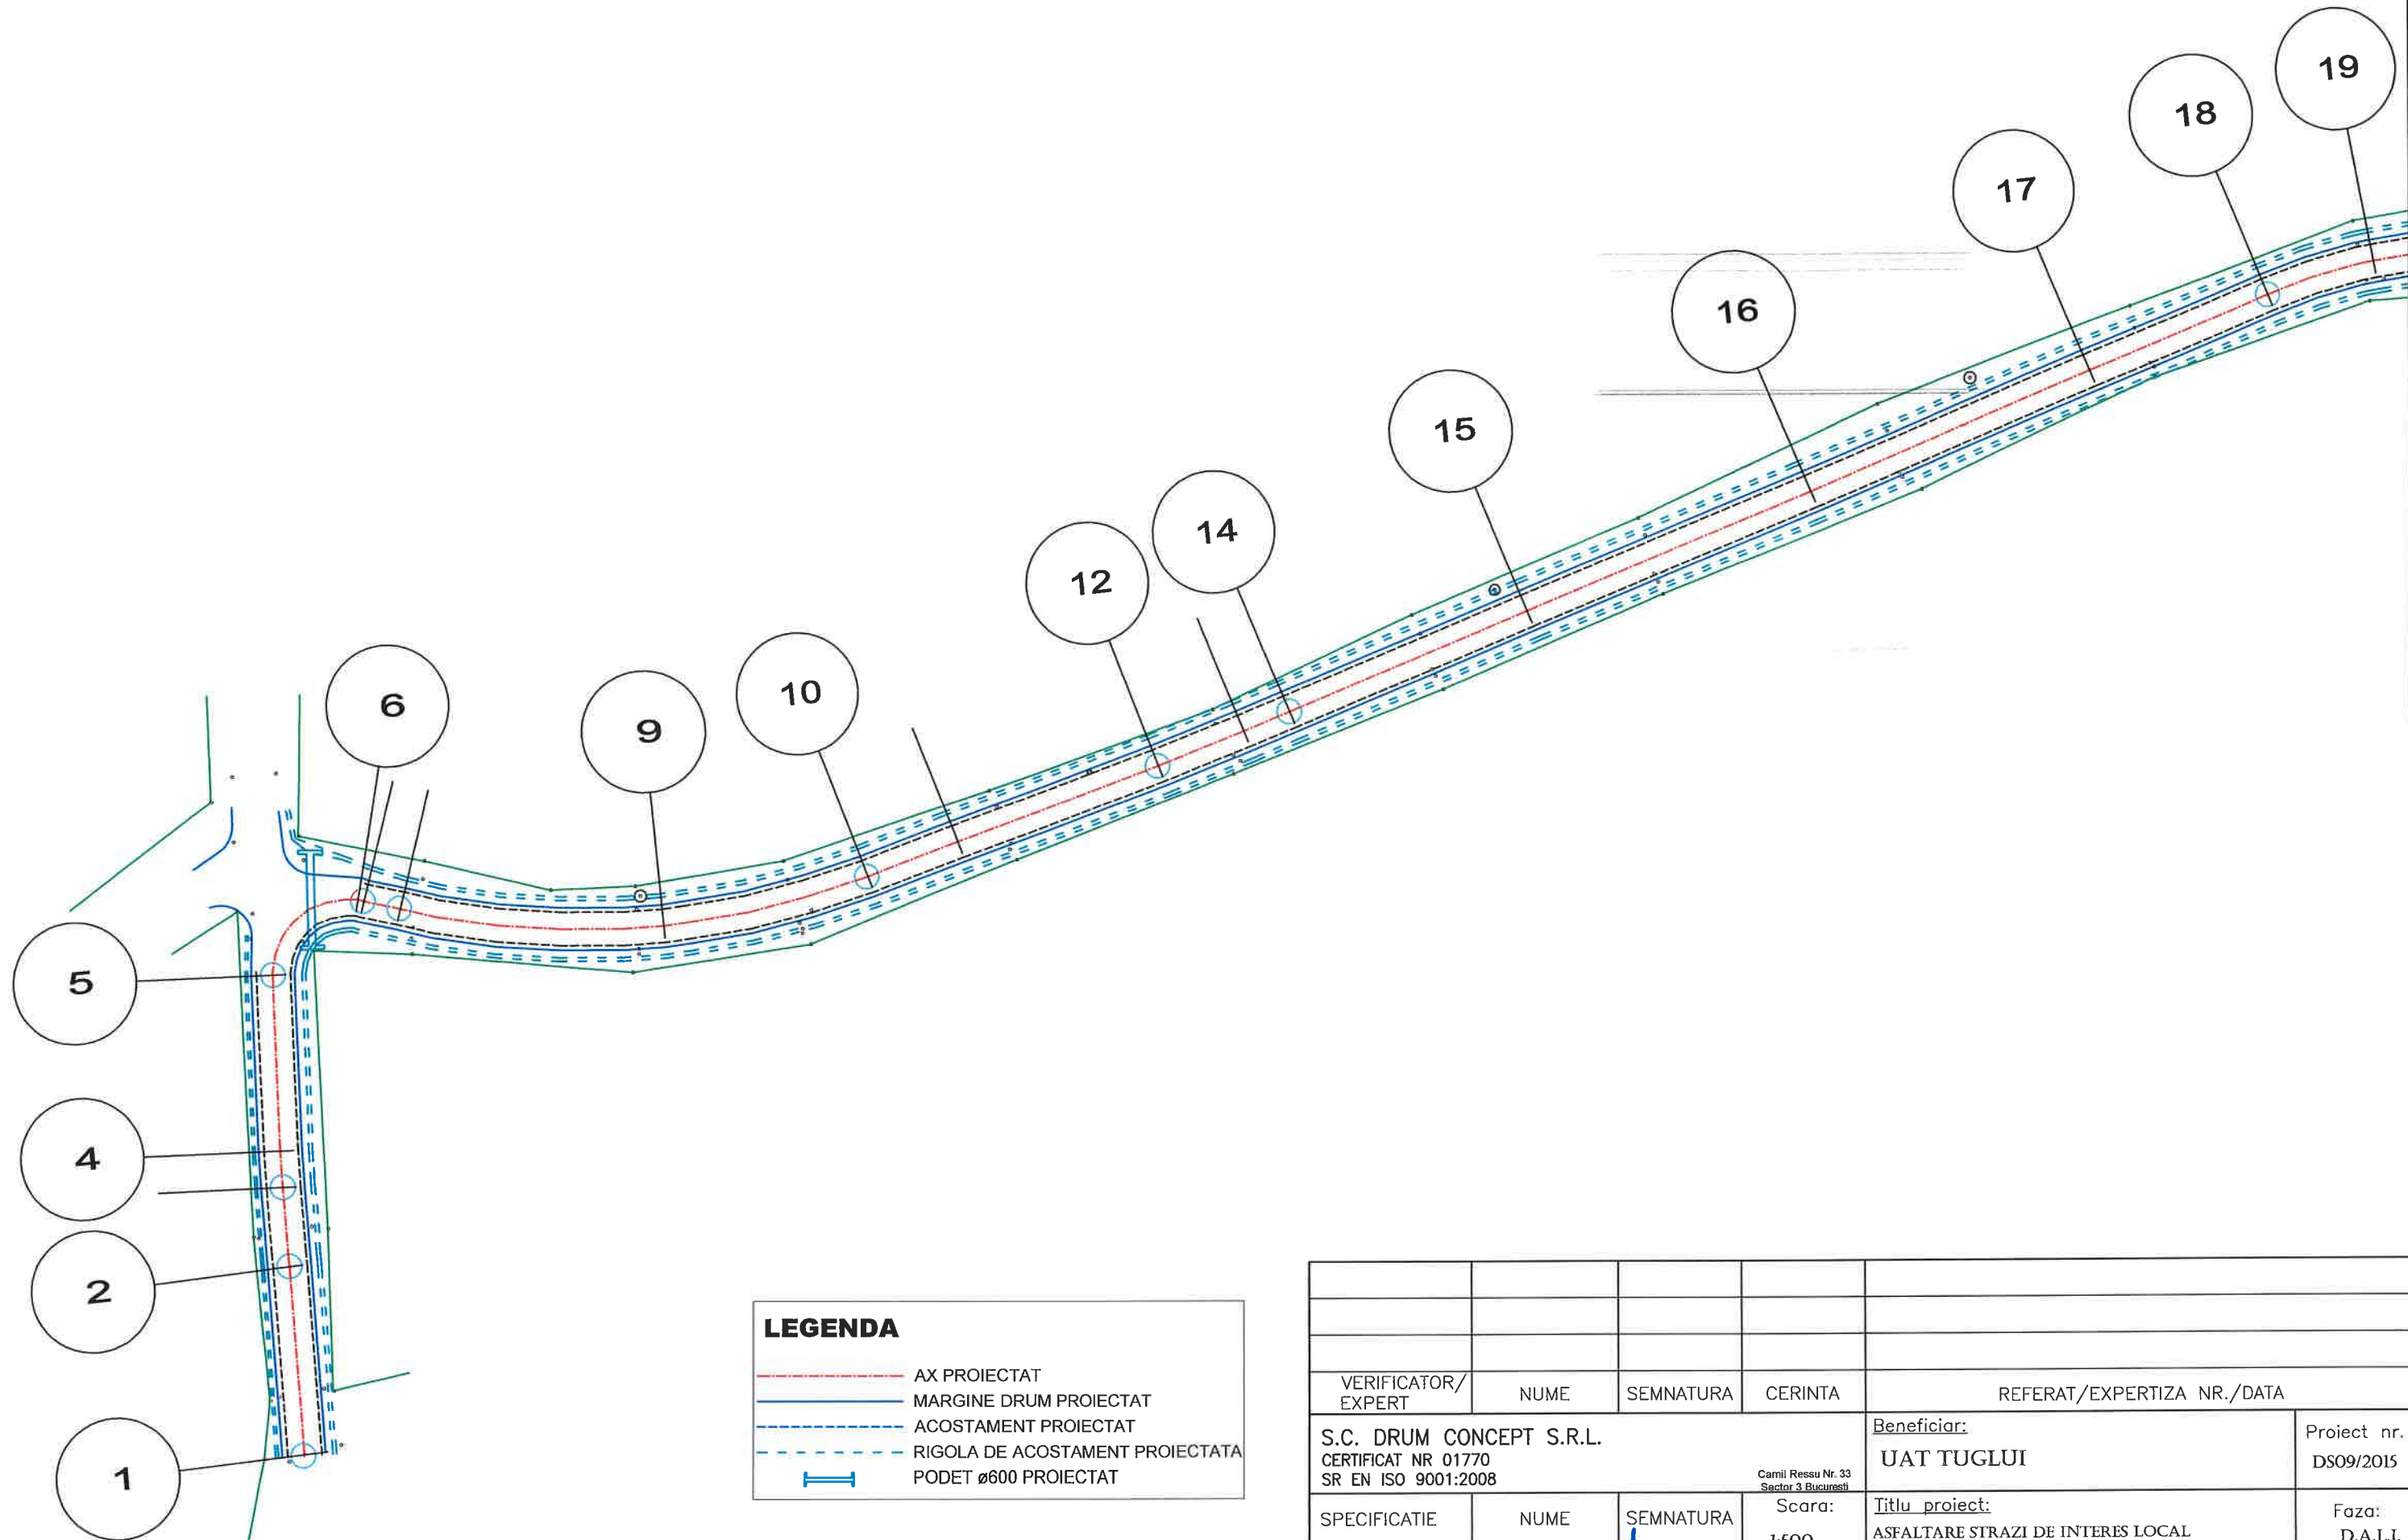 19
18
17
16
15
14
12
10
9
6
5
4
2
1
LEGENDA
AX PROIECTAT
MARGINE DRUM PROIECTAT
ACOSTAMENT PROIECTAT
RIGOLA DE ACOSTAMENT PROIECTATA
PODET ø600 PROIECTAT
VERIFICATOR/
EXPERT
NUME
SEMNATURA
CERINTA
REFERAT/EXPERTIZA NR./DATA
S.C. DRUM CONCEPT S.R.L.
CERTIFICAT NR 01770
SR EN ISO 9001:2008
Camil Ressu Nr. 33
Sector 3 Bucuresti
Beneficiar:
UAT TUGLUI
Proiect nr.
DS09/2015
SPECIFICATIE
NUME
SEMNATURA
Scara:
1:500
Titlu proiect:
ASFALTARE STRAZI DE INTERES LOCAL
Faza:
D.A.L.I.